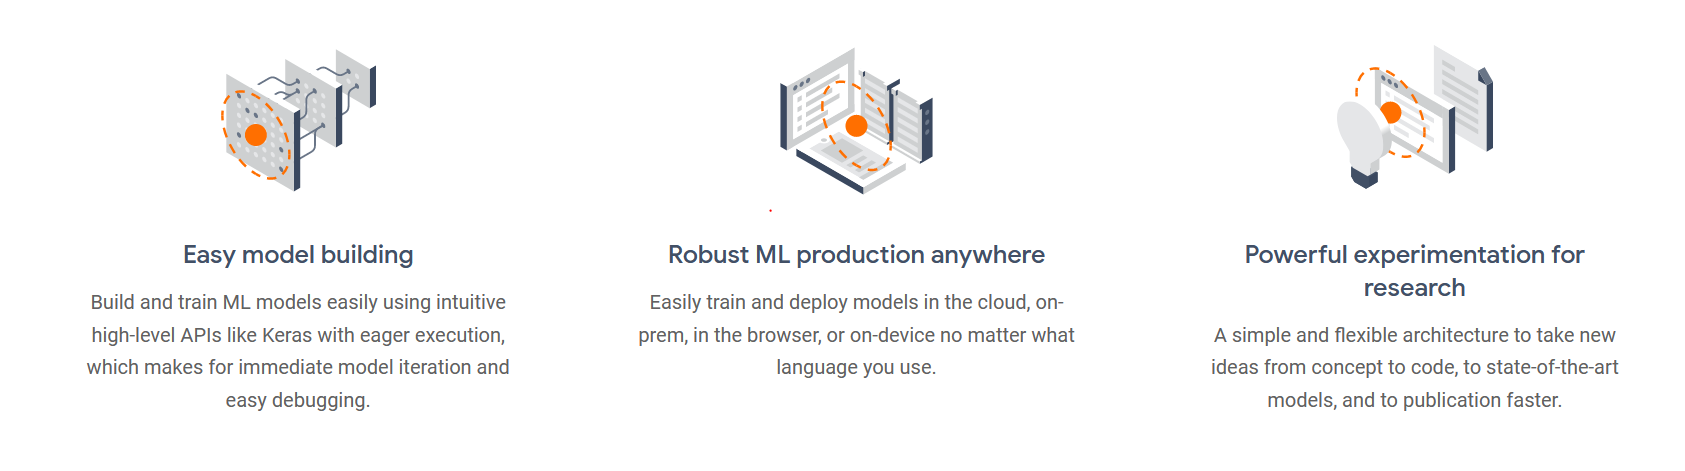 Easy model building
Build and train ML models easily using intuitive
high-level APIs like Keras with eager execution,
which makes for immediate model iteration and
easy debugging.
Robust ML production anywhere
Easily train and deploy models in the cloud, on-
prem, in the browser, or on-device no matter what
language you use.
Powerful experimentation for
research
A simple and flexible architecture to take new
ideas from concept to code, to state-of-the-art
models, and to publication faster.